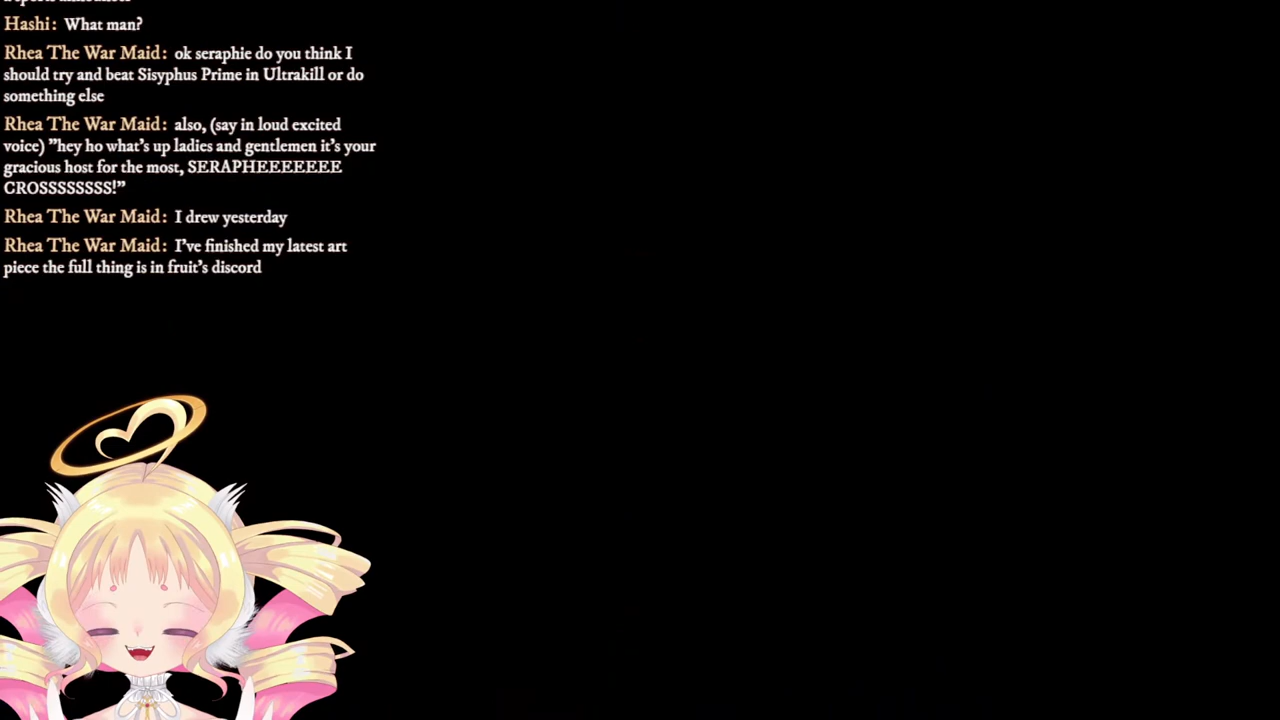 Hashi: What man?
Rhea The War Maid: ok seraphie do you think I
should try and beat Sisyphus Prime in Ultrakill or do
something else
Rhea The War Maid: also, (say in loud excited
voice) "hey ho what's up ladies and gentlemen it's your
gracious host for the most, SERAPHEEEEEEE
CROSSSSSSSS!"
Rhea The War Maid: I drew yesterday
Rhea The War Maid: I've finished my latest art
piece the full thing is in fruit's discord